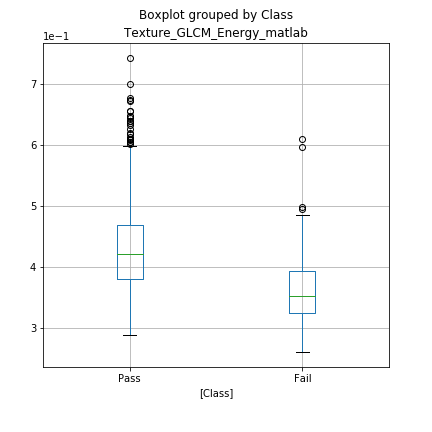 Boxplot grouped by Class
Texture_GLCM_Energy_matlab
1e−1
7
6
5
4
3
Pass Fail
[Class]